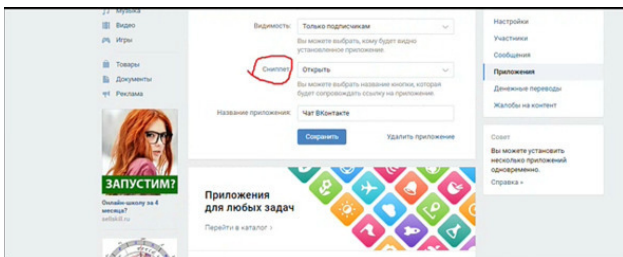 Музыка
Видео
Игры
Товары
Документы
Реклама
ЗАПУСТИМ?
Онлайн-школу за 4
месяца?
Видимость: Только подписчикам
Вы можете выбрать, кому будет видно
установленное приложение
Сниппет: Открыть
Вы можете выбрать название кнопки, которая
будет сопровождать ссылку на приложение.
Название приложения: Чат ВКонтакте
Сохранить Удалить приложение
Приложения
для любых задач
Перейти в каталог ›
Настройки
Участники
Сообщения
Приложения
Денежные переводы
Жалобы на контент
Совет
Вы можете установить
несколько приложений
одновременно.
Справка »